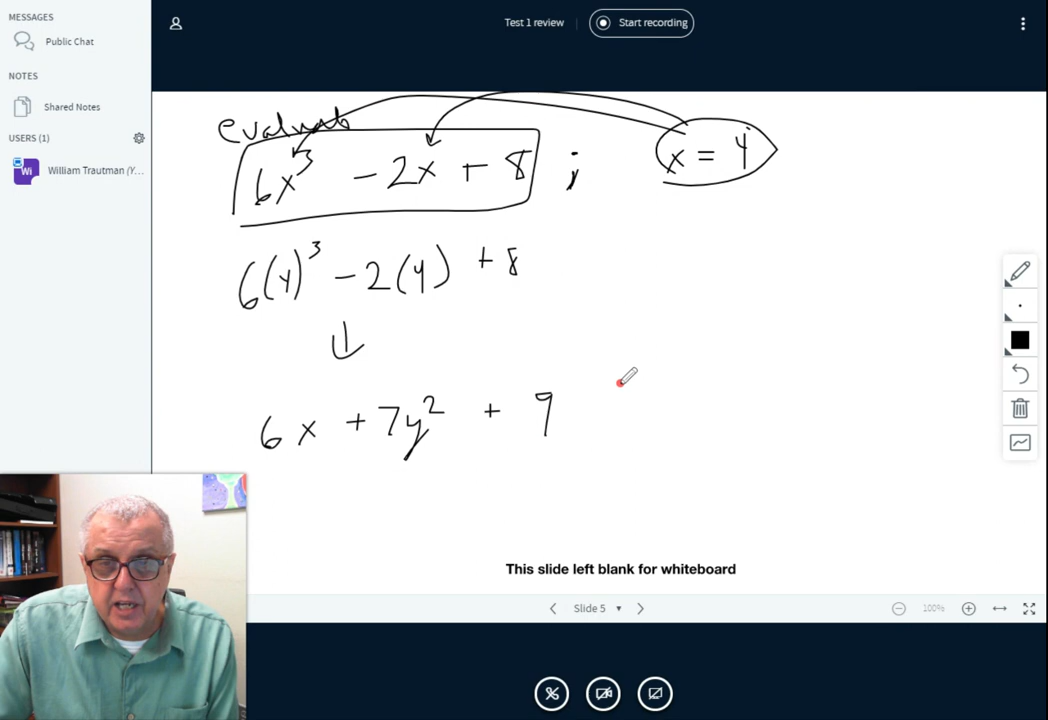 MESSAGES
Public Chat
NOTES
Shared Notes
USERS (1)
Wi
William Trautman (Y...
Test 1 review
Start recording
evaluate
6x³ - 2x + 8 ; x = 4
6(4)³ - 2(4) + 8
↓
6x + 7y² + 9
This slide left blank for whiteboard
Slide 5
100%